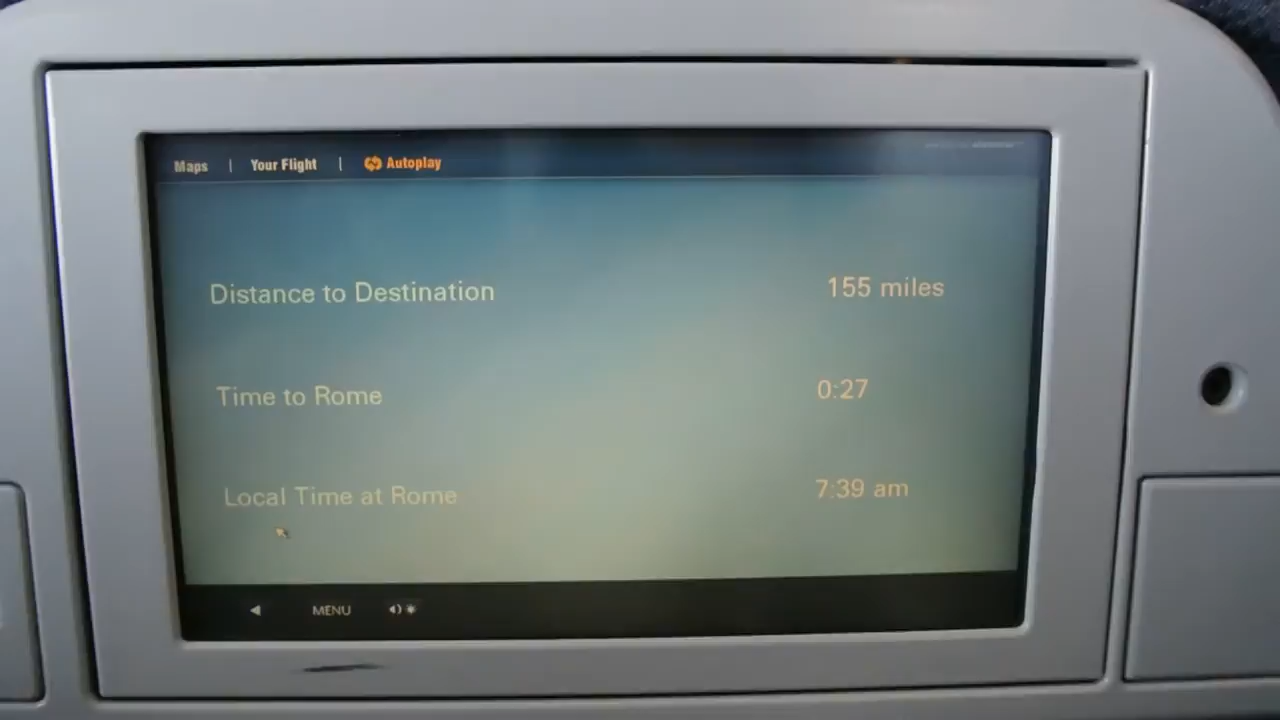 Maps | Your Flight | Autoplay
Distance to Destination 155 miles
Time to Rome 0:27
Local Time at Rome 7:39 am
MENU